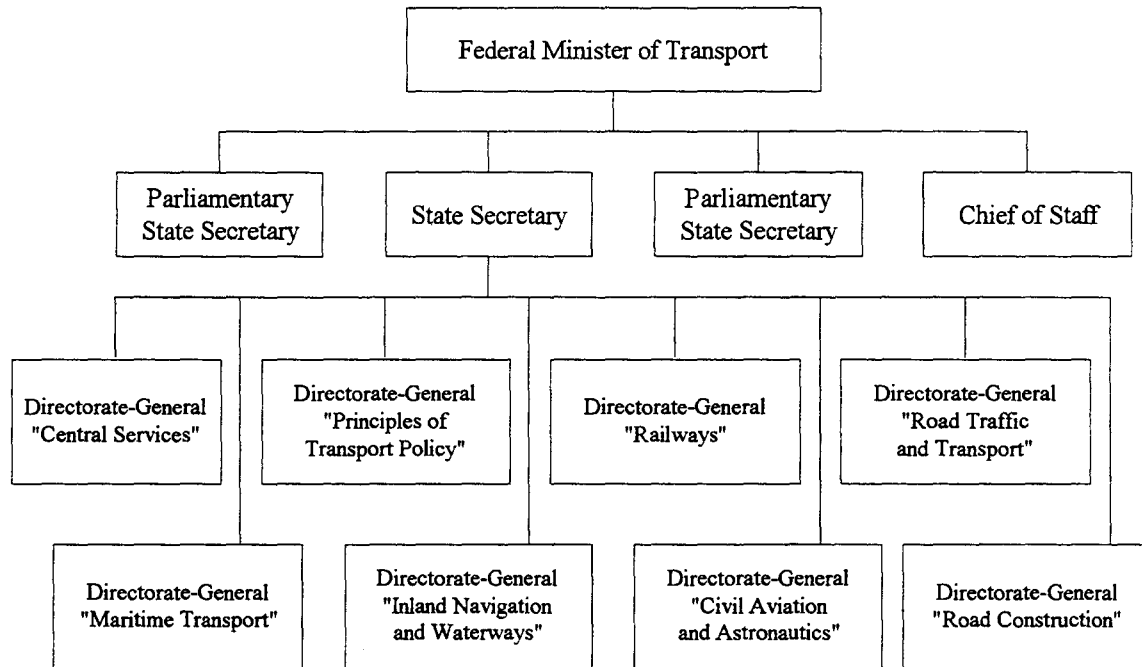 Federal Minister of Transport
Parliamentary
State Secretary
State Secretary
Parliamentary
State Secretary
Chief of Staff
Directorate-General
"Central Services"
Directorate-General
"Principles of
Transport Policy"
Directorate-General
"Railways"
Directorate-General
"Road Traffic
and Transport"
Directorate-General
"Maritime Transport"
Directorate-General
"Inland Navigation
and Waterways"
Directorate-General
"Civil Aviation
and Astronautics"
Directorate-General
"Road Construction"